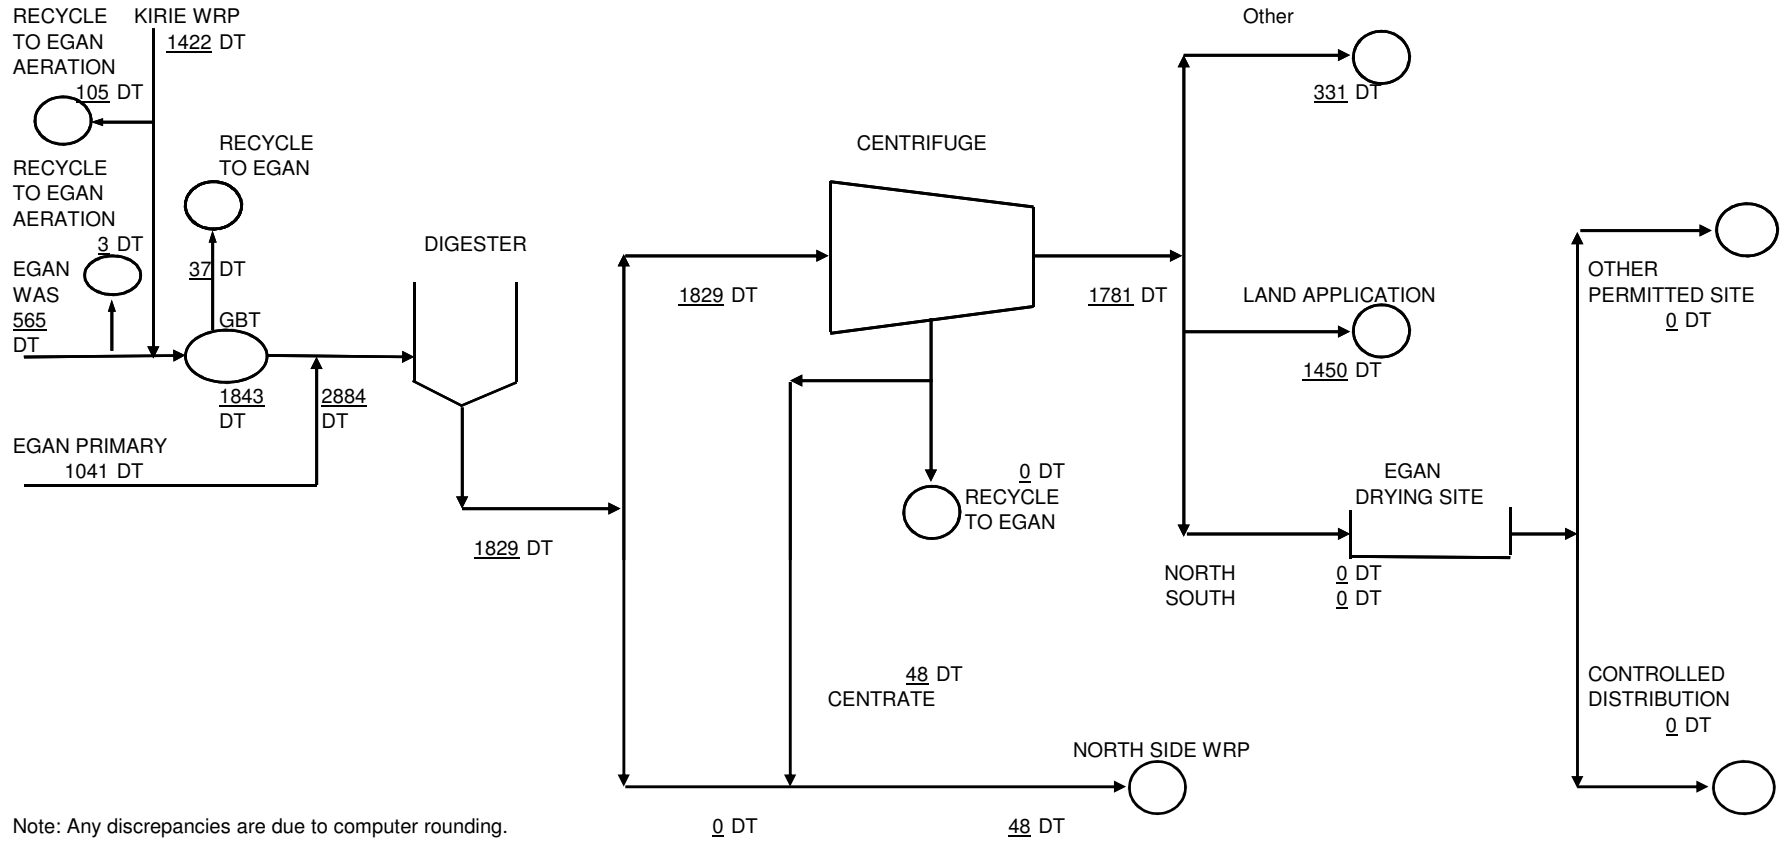 RECYCLE
TO EGAN
AERATION
105 DT
KIRIE WRP
1422 DT
RECYCLE
TO EGAN
AERATION
3 DT
EGAN
WAS
565
DT
RECYCLE
TO EGAN
37 DT
GBT
1843
DT
2884
DT
EGAN PRIMARY
1041 DT
DIGESTER
1829 DT
1829 DT
CENTRIFUGE
1781 DT
0 DT
RECYCLE
TO EGAN
48 DT
CENTRATE
Other
331 DT
LAND APPLICATION
1450 DT
EGAN
DRYING SITE
NORTH 0 DT
SOUTH 0 DT
OTHER
PERMITTED SITE
0 DT
CONTROLLED
DISTRIBUTION
0 DT
NORTH SIDE WRP
0 DT
48 DT
Note: Any discrepancies are due to computer rounding.